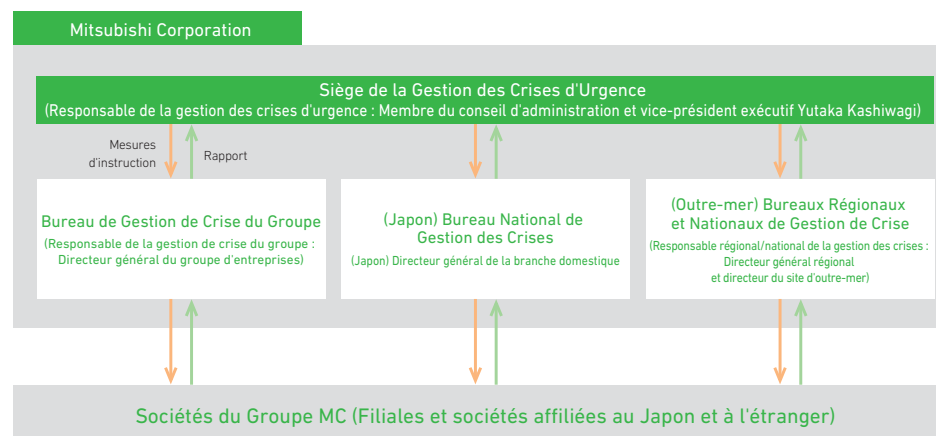 Mitsubishi Corporation
Siège de la Gestion des Crises d'Urgence
(Responsable de la gestion des crises d'urgence : Membre du conseil d'administration et vice-président exécutif Yutaka Kashiwagi)
Mesures
d'instruction
Rapport
Bureau de Gestion de Crise du Groupe
(Responsable de la gestion de crise du groupe :
Directeur général du groupe d'entreprises)
(Japon) Bureau National de
Gestion des Crises
(Japon) Directeur général de la branche domestique
(Outre-mer) Bureaux Régionaux
et Nationaux de Gestion de Crise
(Responsable régional/national de la gestion des crises :
Directeur général régional
et directeur du site d'outre-mer)
Sociétés du Groupe MC (Filiales et sociétés affiliées au Japon et à l'étranger)